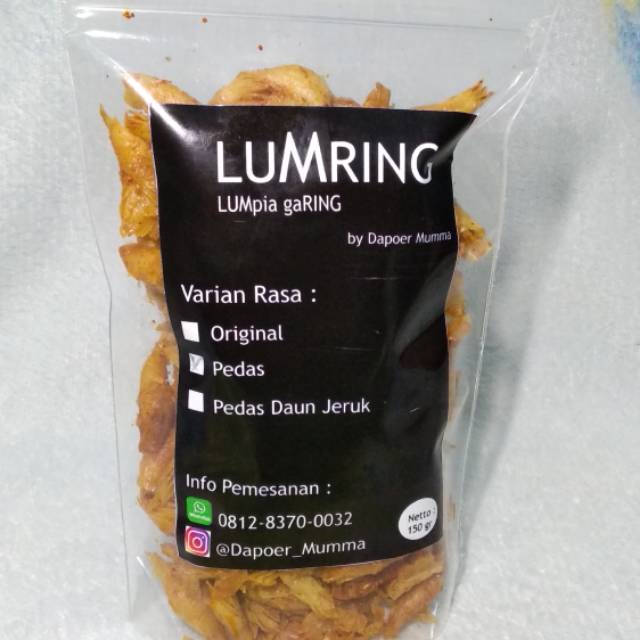 LUMRING
LUMpia gaRING
by Dapoer Mumma
Varian Rasa :
Original
Pedas
Pedas Daun Jeruk
Info Pemesanan :
0812-8370-0032
@Dapoer_Mumma
Netto :
150 gr